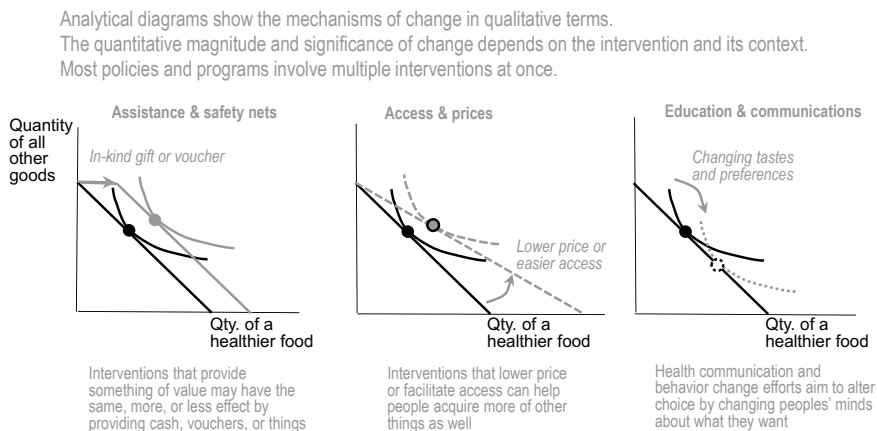 Analytical diagrams show the mechanisms of change in qualitative terms.
The quantitative magnitude and significance of change depends on the intervention and its context.
Most policies and programs involve multiple interventions at once.
Assistance & safety nets
Quantity
of all
other
goods
In-kind gift or voucher
Qty. of a
healthier food
Interventions that provide
something of value may have the
same, more, or less effect by
providing cash, vouchers, or things
Access & prices
Lower price or
easier access
Qty. of a
healthier food
Interventions that lower price
or facilitate access can help
people acquire more of other
things as well
Education & communications
Changing tastes
and preferences
Qty. of a
healthier food
Health communication and
behavior change efforts aim to alter
choice by changing peoples' minds
about what they want